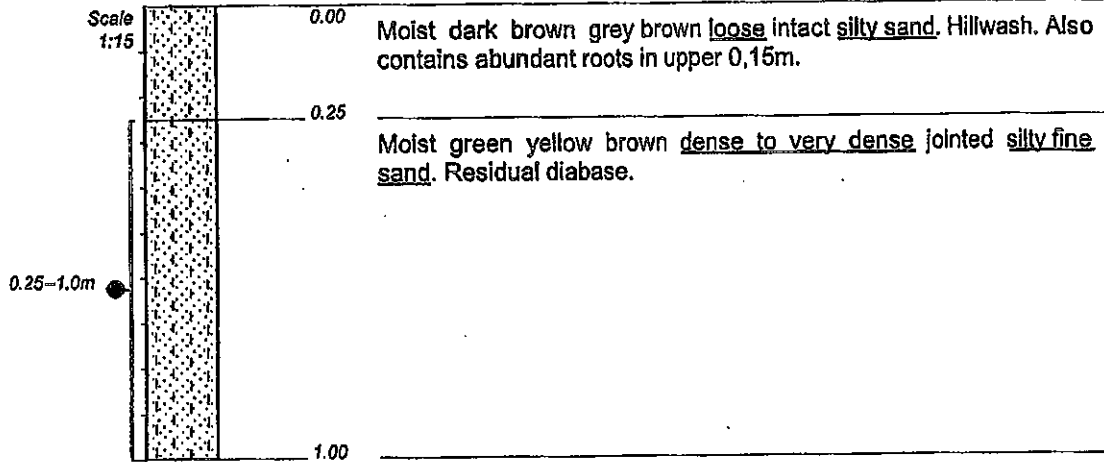 Scale
1:15
0.00
Moist dark brown grey brown loose intact silty sand. Hillwash. Also
contains abundant roots in upper 0,15m.
0.25
Moist green yellow brown dense to very dense jointed silty fine
sand. Residual diabase.
0.25–1.0m
1.00